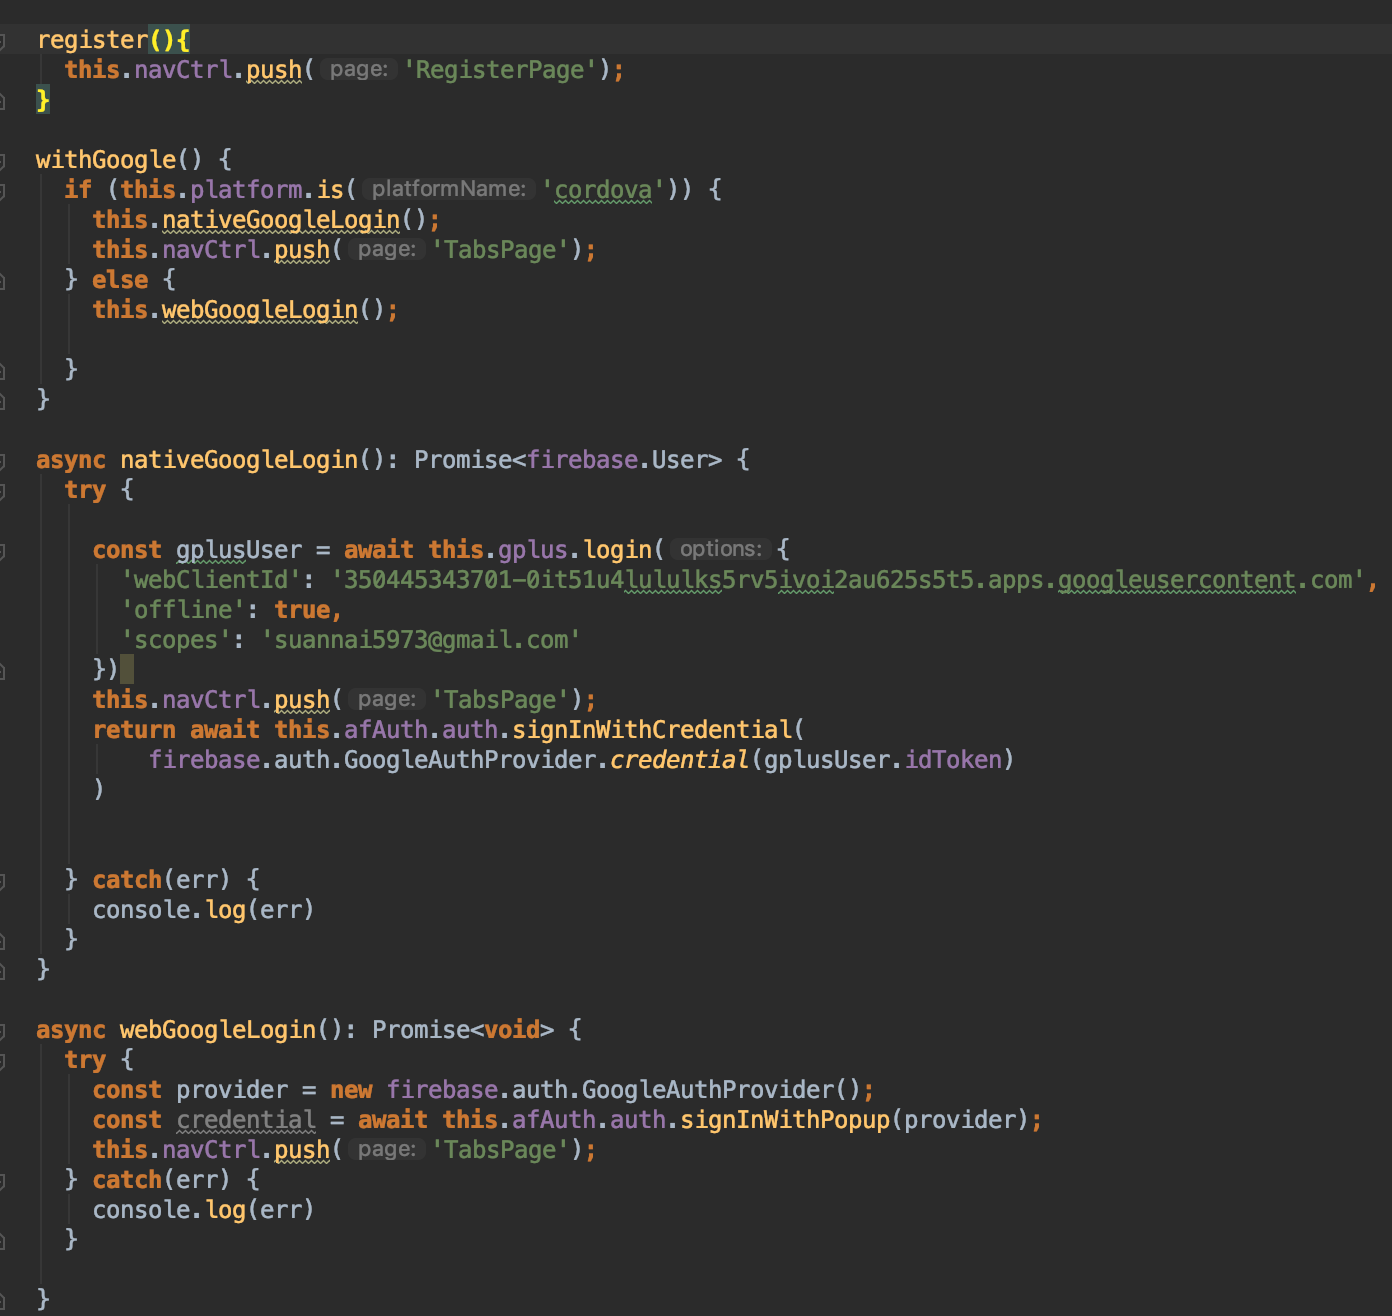 register(){
this.navCtrl.push( page: 'RegisterPage');
}
withGoogle() {
if (this.platform.is( platformName: 'cordova')) {
this.nativeGoogleLogin();
this.navCtrl.push( page: 'TabsPage');
} else {
this.webGoogleLogin();
}
}
async nativeGoogleLogin(): Promise<firebase.User> {
try {
const gplusUser = await this.gplus.login( options: {
'webClientId': '350445343701-0it51u4lululks5rv5ivoi2au625s5t5.apps.googleusercontent.com',
'offline': true,
'scopes': 'suannai5973@gmail.com'
})
this.navCtrl.push( page: 'TabsPage');
return await this.afAuth.auth.signInWithCredential(
firebase.auth.GoogleAuthProvider.credential(gplusUser.idToken)
)
} catch(err) {
console.log(err)
}
}
async webGoogleLogin(): Promise<void> {
try {
const provider = new firebase.auth.GoogleAuthProvider();
const credential = await this.afAuth.auth.signInWithPopup(provider);
this.navCtrl.push( page: 'TabsPage');
} catch(err) {
console.log(err)
}
}